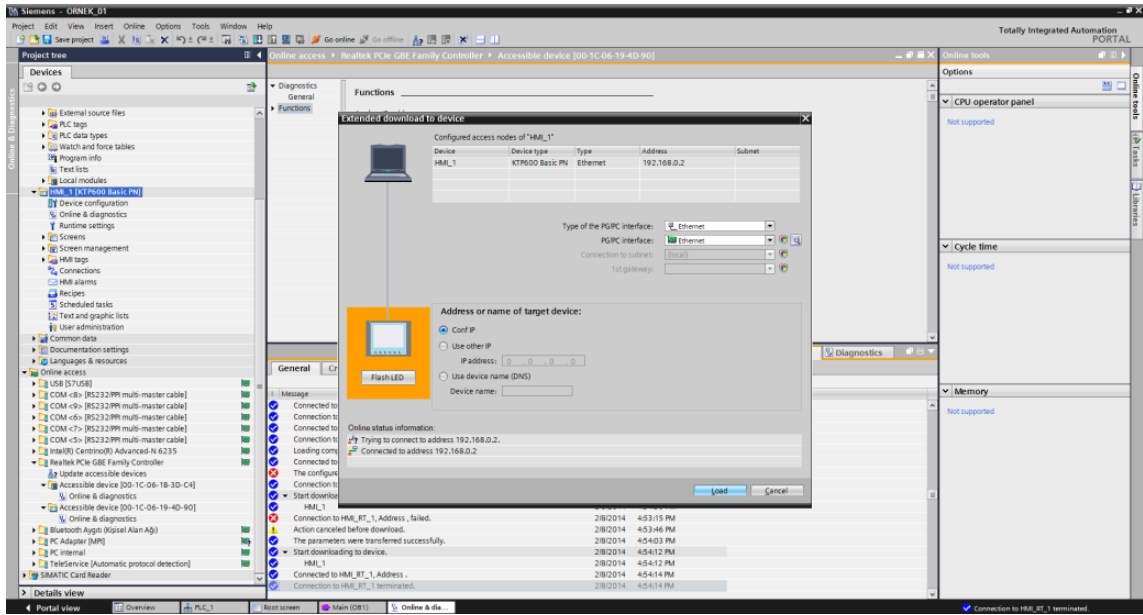 Siemens - ORNEK_01
Project Edit View Insert Online Options Tools Window Help
Save project
Go online
Go offline
Totally Integrated Automation
PORTAL
Project tree
Devices
External source files
PLC tags
PLC data types
Watch and force tables
Program info
Text lists
Local modules
HMI_1 [KTP600 Basic PN]
Device configuration
Online & diagnostics
Runtime settings
Screens
Screen management
HMI tags
Connections
HMI alarms
Recipes
Scheduled tasks
Text and graphic lists
User administration
Common data
Documentation settings
Languages & resources
Online access
USB [S7USB]
COM <8> [RS232/PPI multi-master cable]
COM <9> [RS232/PPI multi-master cable]
COM <6> [RS232/PPI multi-master cable]
COM <7> [RS232/PPI multi-master cable]
COM <5> [RS232/PPI multi-master cable]
Intel(R) Centrino(R) Advanced-N 6235
Realtek PCIe GBE Family Controller
Update accessible devices
Accessible device [00-1C-06-1B-3D-C4]
Online & diagnostics
Accessible device [00-1C-06-19-4D-90]
Online & diagnostics
Bluetooth Aygıtı (Kişisel Alan Ağı)
PC Adapter [MPI]
PC internal
TeleService [Automatic protocol detection]
SIMATIC Card Reader
Details view
Online & Diagnostics
Online access Realtek PCIe GBE Family Controller Accessible device [00-1C-06-19-4D-90]
Diagnostics
General
Functions
Functions
Extended download to device
Configured access nodes of "HMI_1"
Device Device type Type Address Subnet
HMI_1 KTP600 Basic PN Ethernet 192.168.0.2
Type of the PG/PC interface: Ethernet
PG/PC interface: Ethernet
Connection to subnet: (local)
1st gateway:
Address or name of target device:
Conf IP
Use other IP
IP address: 0 . 0 . 0 . 0
Use device name (DNS)
Device name:
Flash LED
Online status information:
Trying to connect to address 192.168.0.2.
Connected to address 192.168.0.2
Load
Cancel
Diagnostics
General
Message
Connected to
Connection
Connected to
Connection
Loading
Connected to
The configure
Connection
Start
HMI_1
Connection to HMI_RT_1, Address , failed. 2/8/2014 4:53:15 PM
Action canceled before download. 2/8/2014 4:53:46 PM
The parameters were transferred successfully. 2/8/2014 4:54:03 PM
Start downloading to device. 2/8/2014 4:54:12 PM
HMI_1 2/8/2014 4:54:12 PM
Connected to HMI_RT_1, Address . 2/8/2014 4:54:14 PM
Connection to HMI_RT_1 terminated. 2/8/2014 4:54:14 PM
Online tools
Options
CPU operator panel
Not supported
Cycle time
Not supported
Memory
Not supported
Online tools
Tasks
Libraries
Portal view
Overview
PLC_1
Root screen
Main (OB1)
Online & dia...
Connection to HMI_RT_1 terminated.